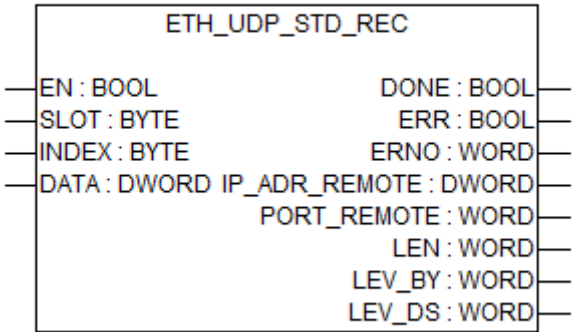 ETH_UDP_STD_REC
EN : BOOL DONE : BOOL
SLOT : BYTE ERR : BOOL
INDEX : BYTE ERNO : WORD
DATA : DWORD IP_ADR_REMOTE : DWORD
PORT_REMOTE : WORD
LEN : WORD
LEV_BY : WORD
LEV_DS : WORD